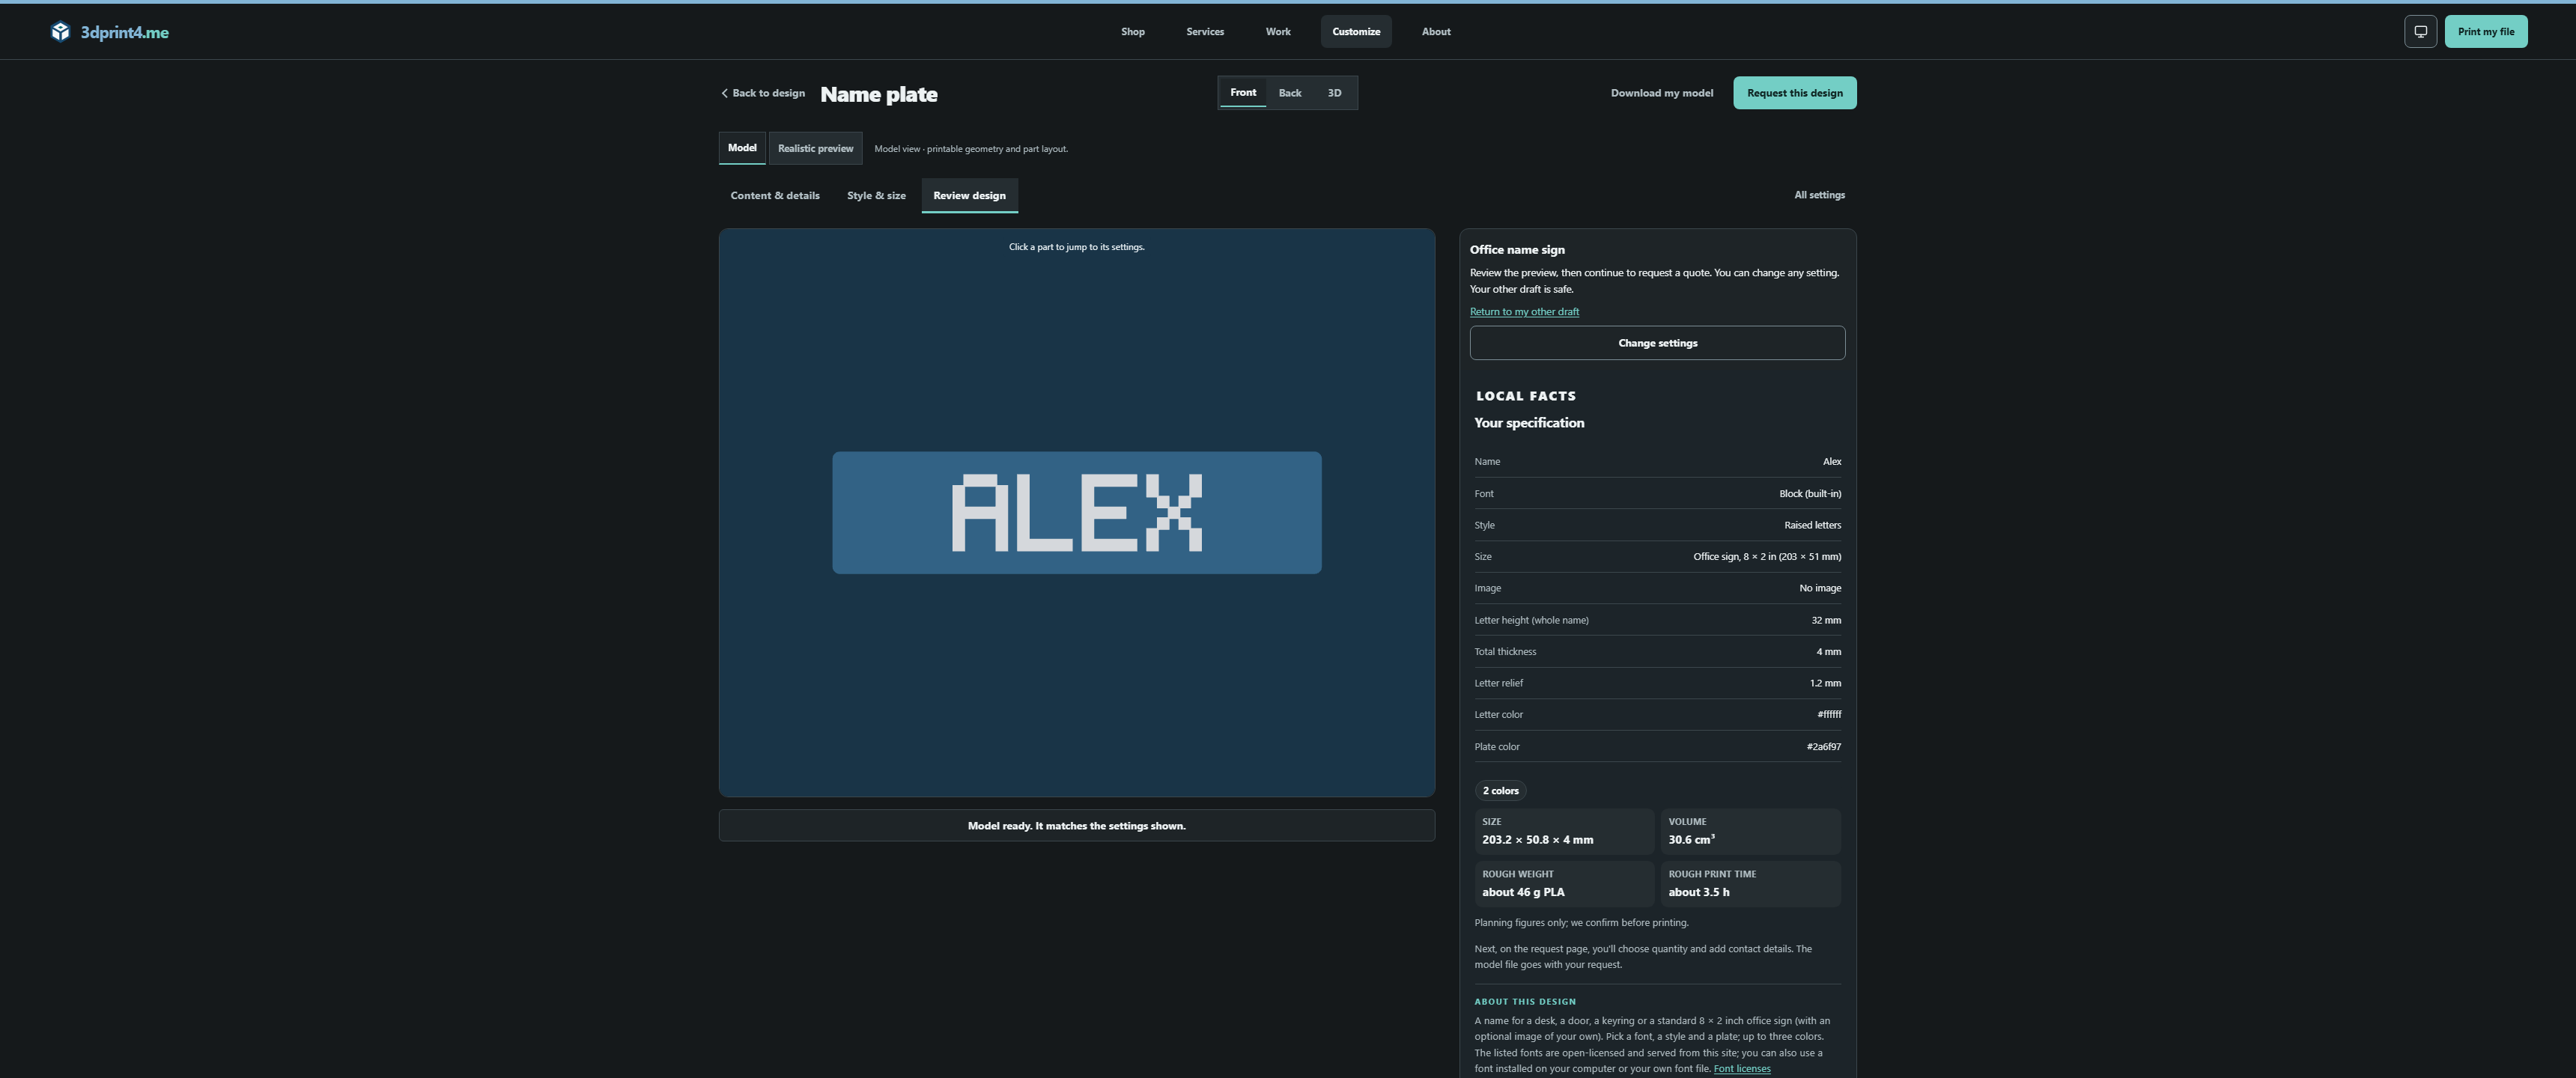 3dprint4.me
Shop
Services
Work
Customize
About
Print my file
Back to design
Name plate
Front
Back
3D
Download my model
Request this design
Model
Realistic preview
Model view · printable geometry and part layout.
Content & details
Style & size
Review design
All settings
Click a part to jump to its settings.
ALEX
Model ready. It matches the settings shown.
Office name sign
Review the preview, then continue to request a quote. You can change any setting.
Your other draft is safe.
Return to my other draft
Change settings
LOCAL FACTS
Your specification
Name Alex
Font Block (built-in)
Style Raised letters
Size Office sign, 8 × 2 in (203 × 51 mm)
Image No image
Letter height (whole name) 32 mm
Total thickness 4 mm
Letter relief 1.2 mm
Letter color #ffffff
Plate color #2a6f97
2 colors
SIZE
203.2 × 50.8 × 4 mm
VOLUME
30.6 cm³
ROUGH WEIGHT
about 46 g PLA
ROUGH PRINT TIME
about 3.5 h
Planning figures only; we confirm before printing.
Next, on the request page, you'll choose quantity and add contact details. The
model file goes with your request.
ABOUT THIS DESIGN
A name for a desk, a door, a keyring or a standard 8 × 2 inch office sign (with an
optional image of your own). Pick a font, a style and a plate; up to three colors.
The listed fonts are open-licensed and served from this site; you can also use a
font installed on your computer or your own font file. Font licenses